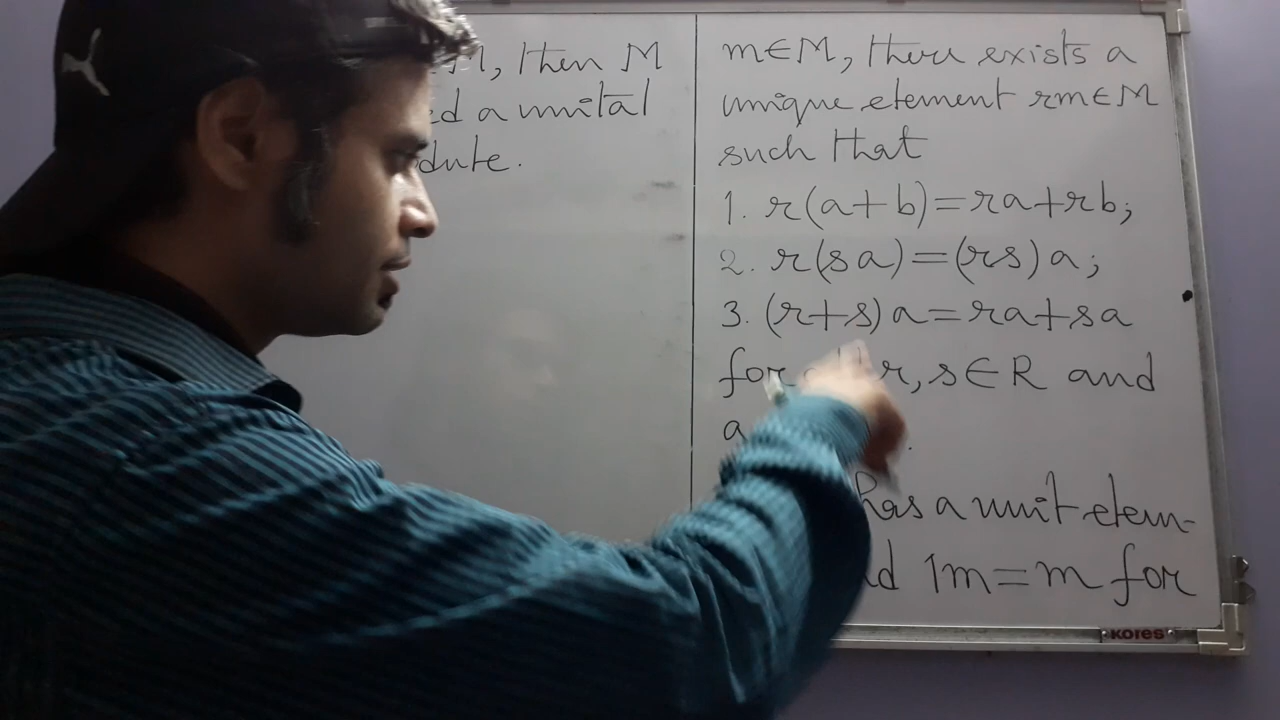 M, then M
ed a unital
dule.
m∈M, there exists a
unique element rm∈M
such that
1. r(a+b)=ra+rb;
2. r(sa)=(rs)a;
3. (r+s)a=ra+sa
for r, s∈R and
a
has a unit elem-
d 1m=m for
KORES